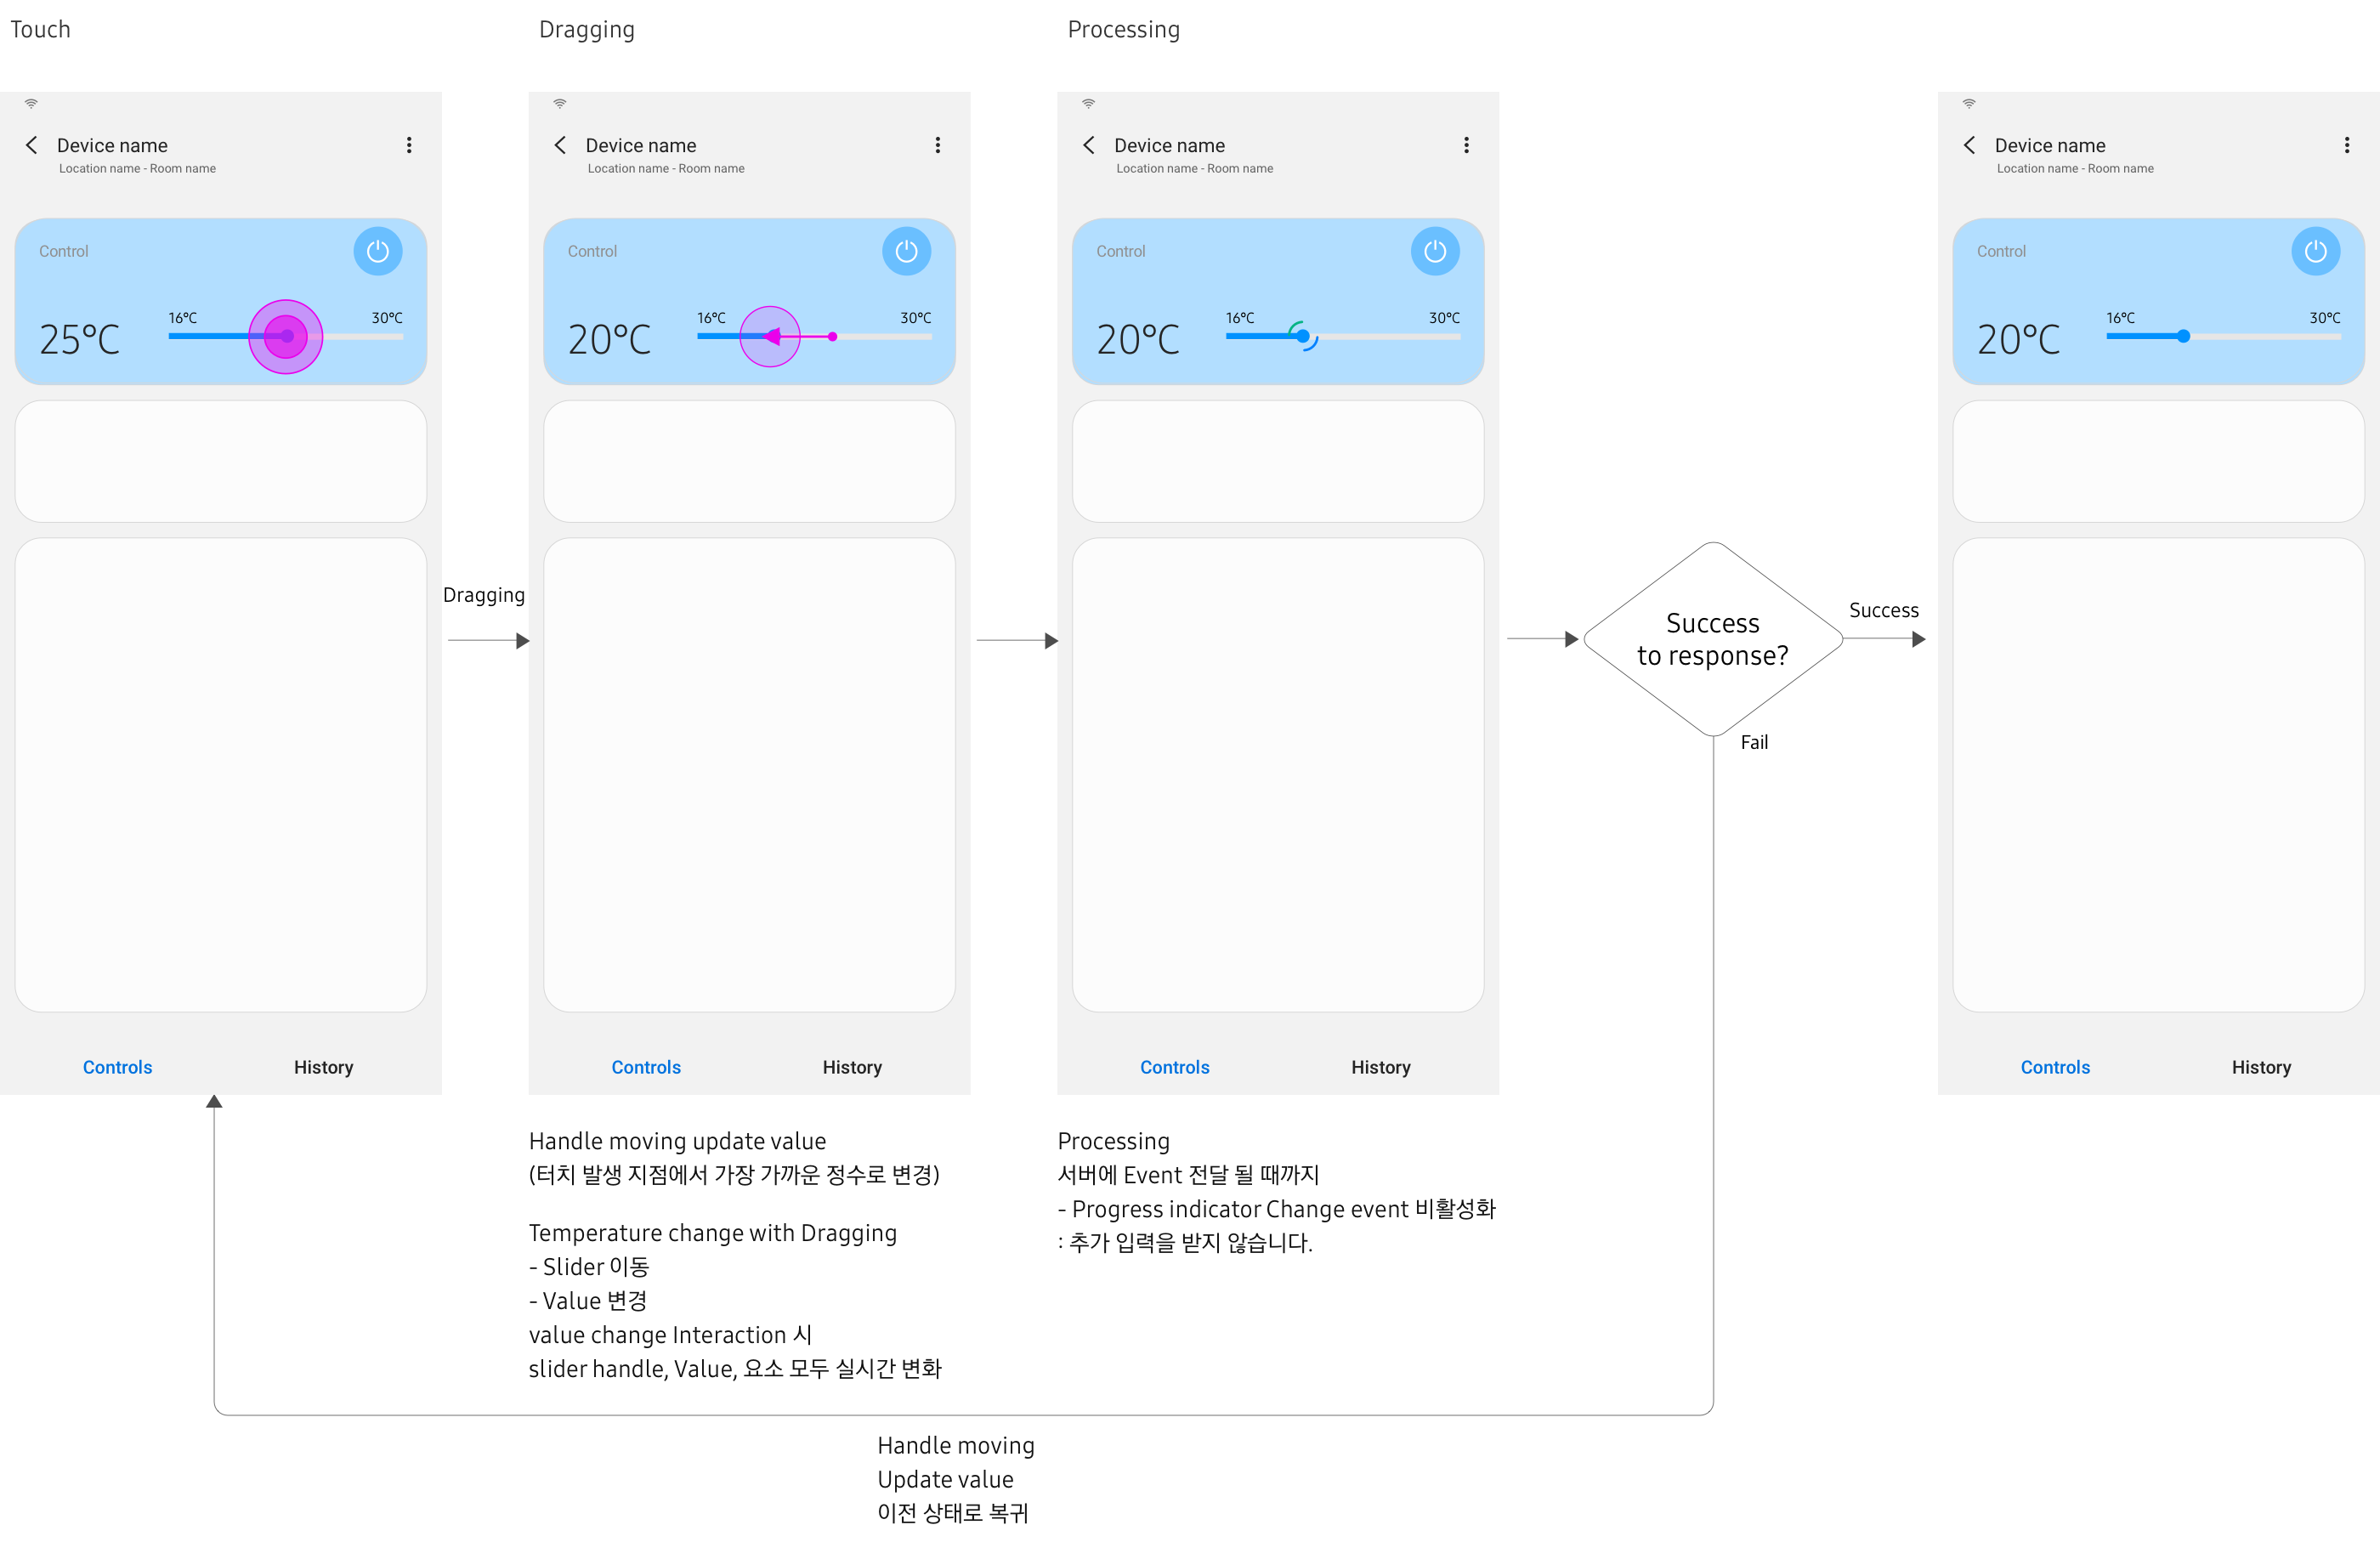 Touch
Device name
Location name - Room name
Control
16℃
30℃
25℃
Controls
History
Dragging
Dragging
Device name
Location name - Room name
Control
16℃
30℃
20℃
Controls
History
Handle moving update value
(터치 발생 지점에서 가장 가까운 정수로 변경)
Temperature change with Dragging
- Slider 이동
- Value 변경
value change Interaction 시
slider handle, Value, 요소 모두 실시간 변화
Processing
Device name
Location name - Room name
Control
16℃
30℃
20℃
Controls
History
Processing
서버에 Event 전달 될 때까지
- Progress indicator Change event 비활성화
: 추가 입력을 받지 않습니다.
Success
to response?
Success
Fail
Device name
Location name - Room name
Control
16℃
30℃
20℃
Controls
History
Handle moving
Update value
이전 상태로 복귀